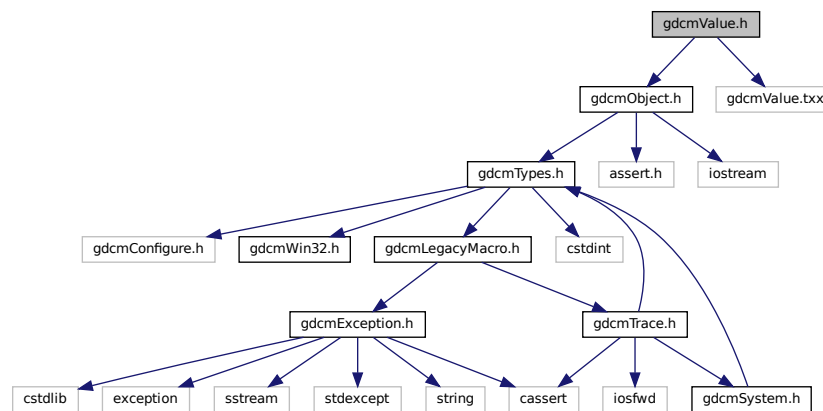 gdcmValue.h
gdcmObject.h
gdcmValue.txx
gdcmTypes.h
assert.h
iostream
gdcmConfigure.h
gdcmWin32.h
gdcmLegacyMacro.h
cstdint
gdcmException.h
gdcmTrace.h
cstdlib
exception
sstream
stdexcept
string
cassert
iosfwd
gdcmSystem.h